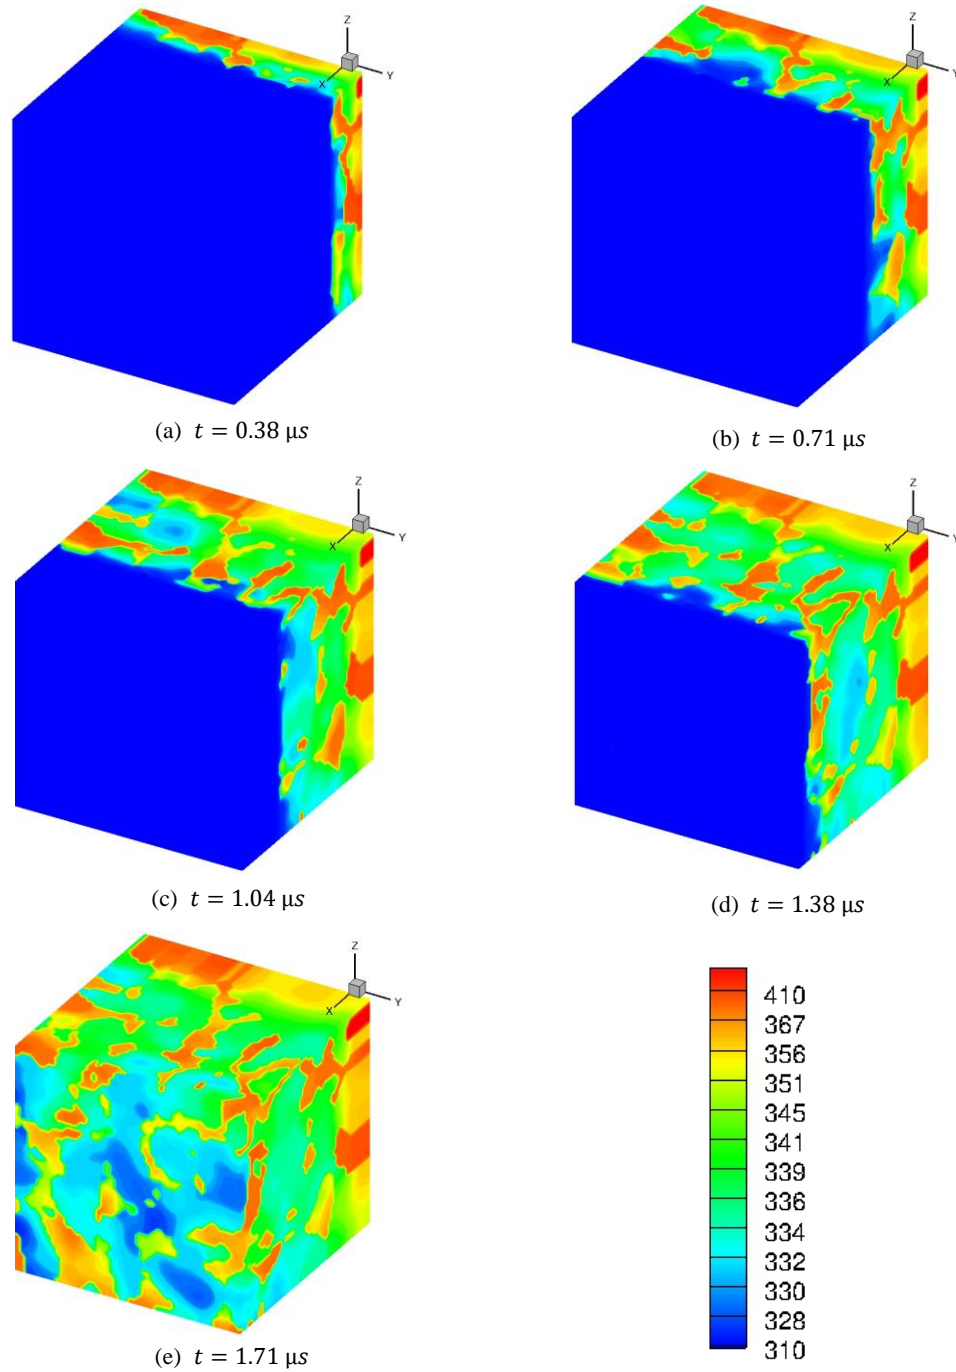 Z
X
Y
(a) t = 0.38 μs
Z
X
Y
(b) t = 0.71 μs
Z
X
Y
(c) t = 1.04 μs
Z
X
Y
(d) t = 1.38 μs
Z
X
Y
(e) t = 1.71 μs
410
367
356
351
345
341
339
336
334
332
330
328
310